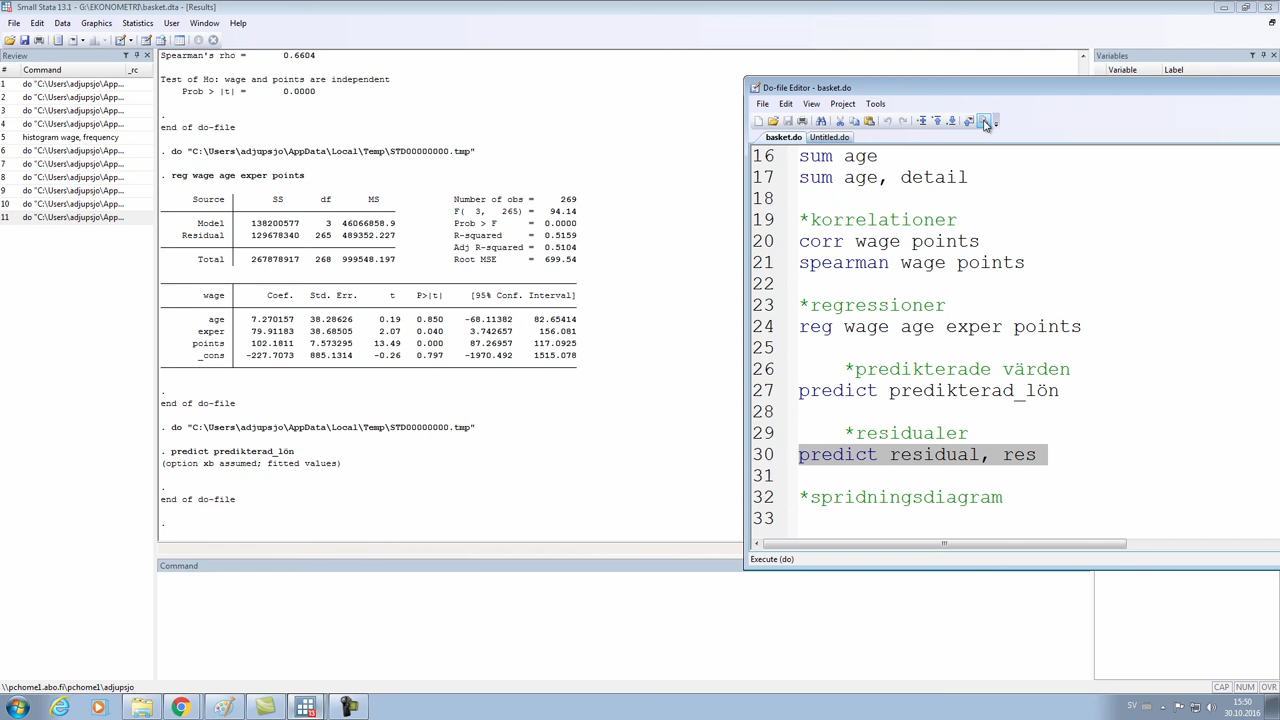 Small Stata 13.1 - G:\EKONOMETRI\basket.dta - [Results]
File Edit Data Graphics Statistics User Window Help
Review
# Command _rc
1 do "C:\Users\adjupsjo\App...
2 do "C:\Users\adjupsjo\App...
3 do "C:\Users\adjupsjo\App...
4 do "C:\Users\adjupsjo\App...
5 histogram wage, frequency
6 do "C:\Users\adjupsjo\App...
7 do "C:\Users\adjupsjo\App...
8 do "C:\Users\adjupsjo\App...
9 do "C:\Users\adjupsjo\App...
10 do "C:\Users\adjupsjo\App...
11 do "C:\Users\adjupsjo\App...
Spearman's rho = 0.6604
Test of Ho: wage and points are independent
Prob > |t| = 0.0000
.
end of do-file
. do "C:\Users\adjupsjo\AppData\Local\Temp\STD00000000.tmp"
. reg wage age exper points
Source SS df MS Number of obs = 269
F( 3, 265) = 94.14
Model 138200577 3 46066858.9 Prob > F = 0.0000
Residual 129678340 265 489352.227 R-squared = 0.5159
Adj R-squared = 0.5104
Total 267878917 268 999548.197 Root MSE = 699.54
wage Coef. Std. Err. t P>|t| [95% Conf. Interval]
age 7.270157 38.28626 0.19 0.850 -68.11382 82.65414
exper 79.91183 38.68505 2.07 0.040 3.742657 156.081
points 102.1811 7.573295 13.49 0.000 87.26957 117.0925
_cons -227.7073 885.1314 -0.26 0.797 -1970.492 1515.078
.
end of do-file
. do "C:\Users\adjupsjo\AppData\Local\Temp\STD00000000.tmp"
. predict predikterad_lön
(option xb assumed; fitted values)
.
end of do-file
.
Command
Variables
Variable Label
Do-file Editor - basket.do
File Edit View Project Tools
basket.do Untitled.do
16 sum age
17 sum age, detail
18
19 *korrelationer
20 corr wage points
21 spearman wage points
22
23 *regressioner
24 reg wage age exper points
25
26 *predikterade värden
27 predict predikterad_lön
28
29 *residualer
30 predict residual, res
31
32 *spridningsdiagram
33
Execute (do)
\\pchome1.abo.fi\pchome1\adjupsjo
CAP NUM OVR
SV
15:50
30.10.2016